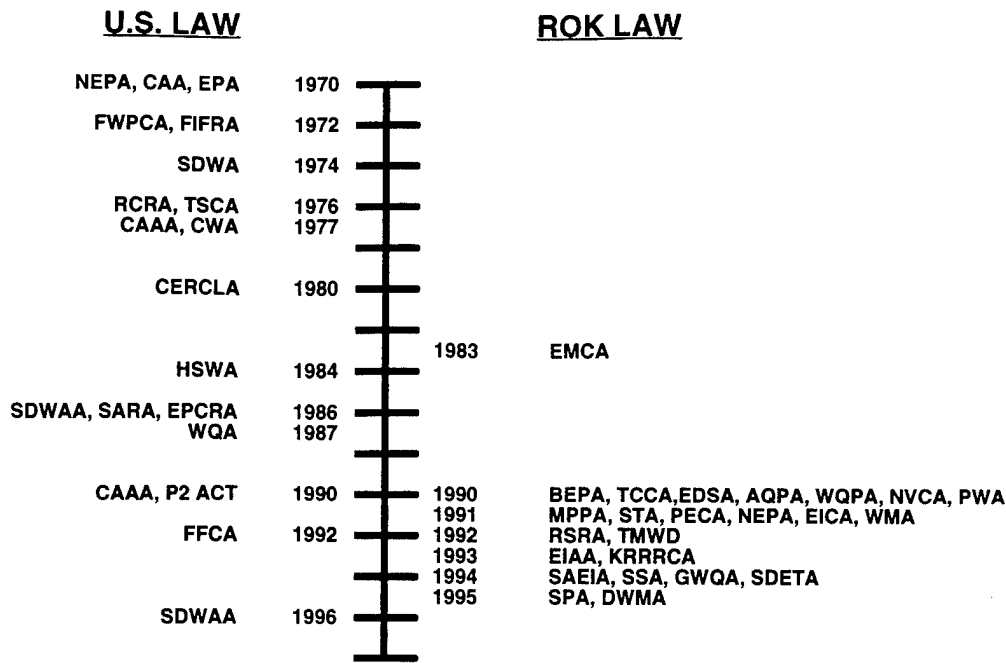 U.S. LAW ROK LAW
NEPA, CAA, EPA 1970
FWPCA, FIFRA 1972
SDWA 1974
RCRA, TSCA 1976
CAAA, CWA 1977
CERCLA 1980
1983 EMCA
HSWA 1984
SDWAA, SARA, EPCRA 1986
WQA 1987
CAAA, P2 ACT 1990 1990 BEPA, TCCA,EDSA, AQPA, WQPA, NVCA, PWA
1991 MPPA, STA, PECA, NEPA, EICA, WMA
FFCA 1992 1992 RSRA, TMWD
1993 EIAA, KRRRCA
1994 SAEIA, SSA, GWQA, SDETA
1995 SPA, DWMA
SDWAA 1996